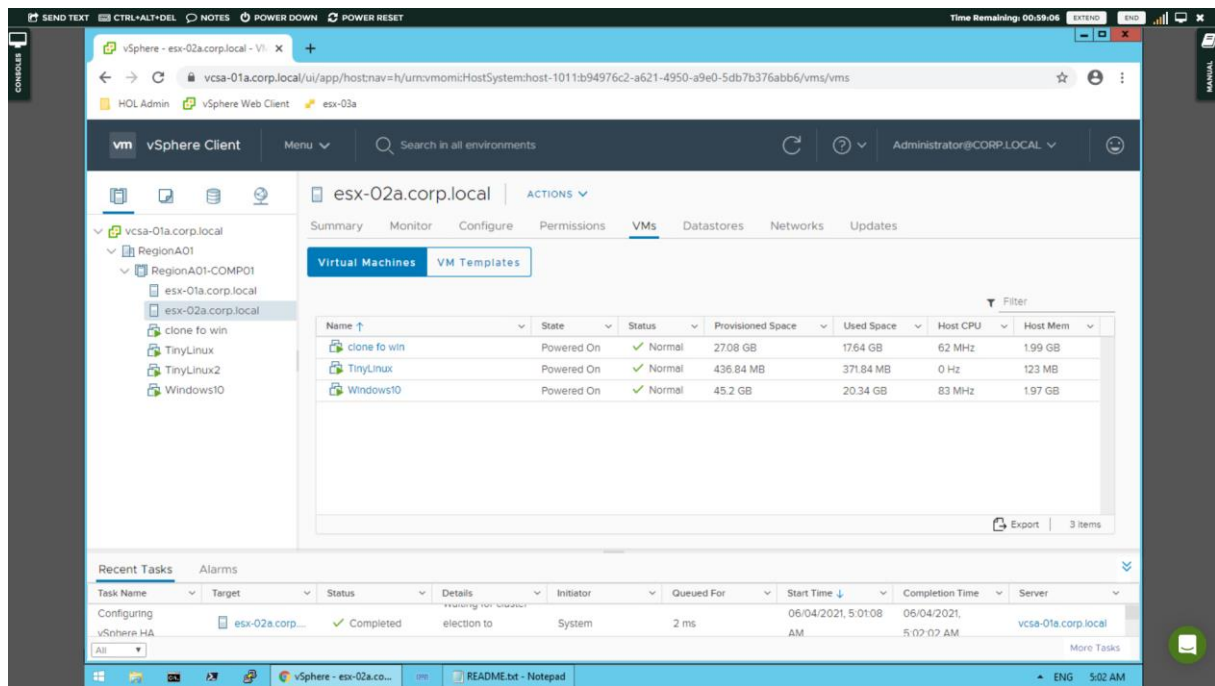 SEND TEXT CTRL+ALT+DEL NOTES POWER DOWN POWER RESET Time Remaining: 00:59:06 EXTEND END
CONSOLES
MANUAL
vSphere - esx-02a.corp.local - V
vcsa-01a.corp.local/ui/app/host;nav=h/urn:vmomi:HostSystem:host-1011:b94976c2-a621-4950-a9e0-5db7b376abb6/vms/vms
HOL Admin vSphere Web Client esx-03a
vm vSphere Client Menu Search in all environments Administrator@CORP.LOCAL
esx-02a.corp.local ACTIONS
Summary Monitor Configure Permissions VMs Datastores Networks Updates
vcsa-01a.corp.local
RegionA01
RegionA01-COMP01
esx-01a.corp.local
esx-02a.corp.local
clone fo win
TinyLinux
TinyLinux2
Windows10
Virtual Machines VM Templates
Filter
Name State Status Provisioned Space Used Space Host CPU Host Mem
clone fo win Powered On Normal 27.08 GB 17.64 GB 62 MHz 1.99 GB
TinyLinux Powered On Normal 436.84 MB 371.84 MB 0 Hz 123 MB
Windows10 Powered On Normal 45.2 GB 20.34 GB 83 MHz 1.97 GB
Export 3 items
Recent Tasks Alarms
Task Name Target Status Details Initiator Queued For Start Time Completion Time Server
Configuring vSphere HA esx-02a.corp.... Completed waiting for cluster election to System 2 ms 06/04/2021, 5:01:08 AM 06/04/2021, 5:02:02 AM vcsa-01a.corp.local
All More Tasks
vSphere - esx-02a.co... README.txt - Notepad ENG 5:02 AM